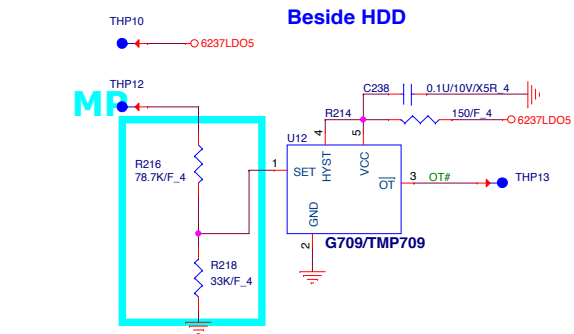 Beside HDD
THP10
6237LDO5
THP12
MP
C238
0.1U/10V/X5R_4
R214
150/F_4
6237LDO5
U12
4
5
R216
78.7K/F_4
1
SET
HYST
VCC
OT
3
OT#
THP13
GND
2
G709/TMP709
R218
33K/F_4